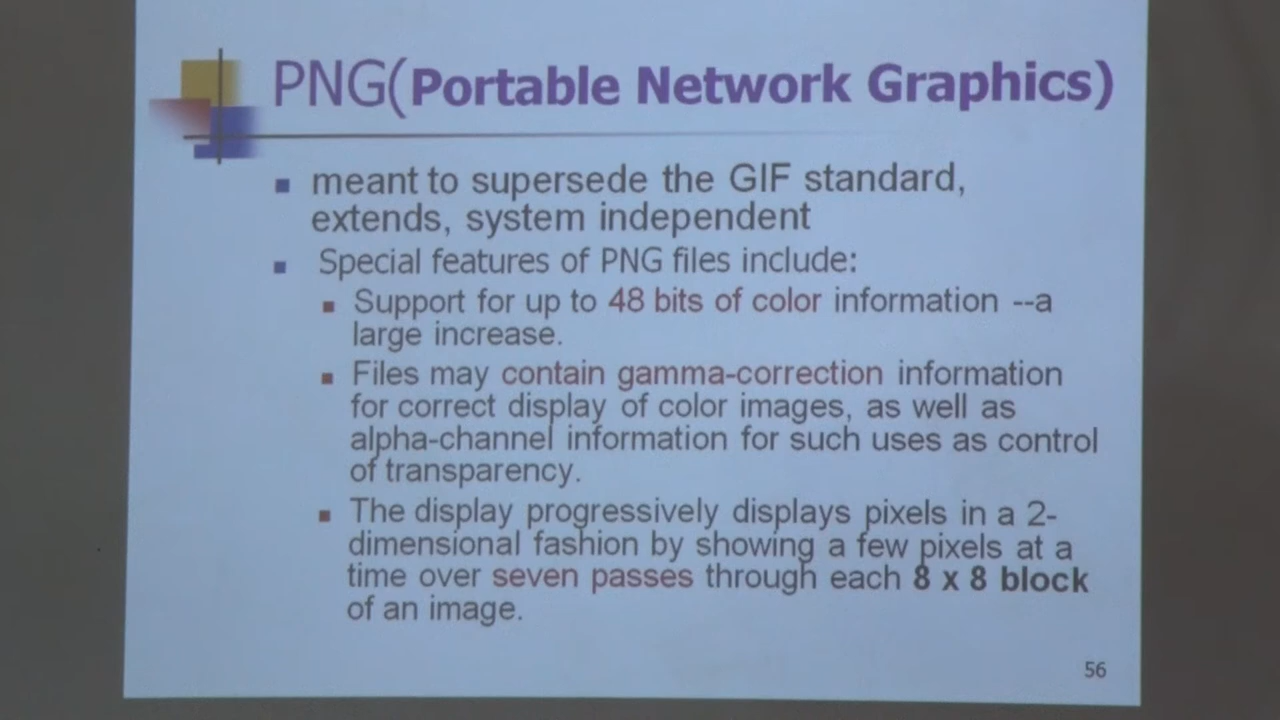 PNG(Portable Network Graphics)
meant to supersede the GIF standard,
extends, system independent
Special features of PNG files include:
Support for up to 48 bits of color information --a
large increase.
Files may contain gamma-correction information
for correct display of color images, as well as
alpha-channel information for such uses as control
of transparency.
The display progressively displays pixels in a 2-
dimensional fashion by showing a few pixels at a
time over seven passes through each 8 x 8 block
of an image.
56